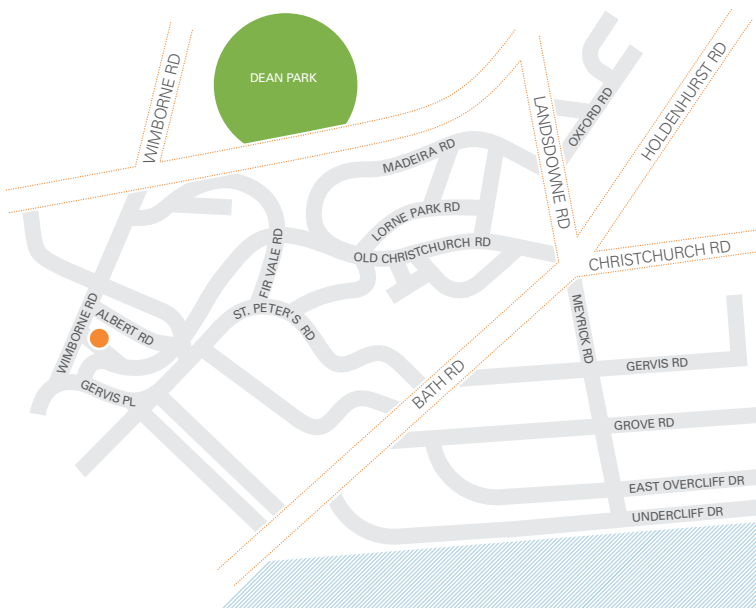 WIMBORNE RD
DEAN PARK
LANDSDOWNE RD
OXFORD RD
HOLDENHURST RD
MADEIRA RD
LORNE PARK RD
OLD CHRISTCHURCH RD
CHRISTCHURCH RD
FIR VALE RD
ST. PETER'S RD
WIMBORNE RD
ALBERT RD
MEYRICK RD
GERVIS RD
BATH RD
GERVIS PL
GROVE RD
EAST OVERCLIFF DR
UNDERCLIFF DR